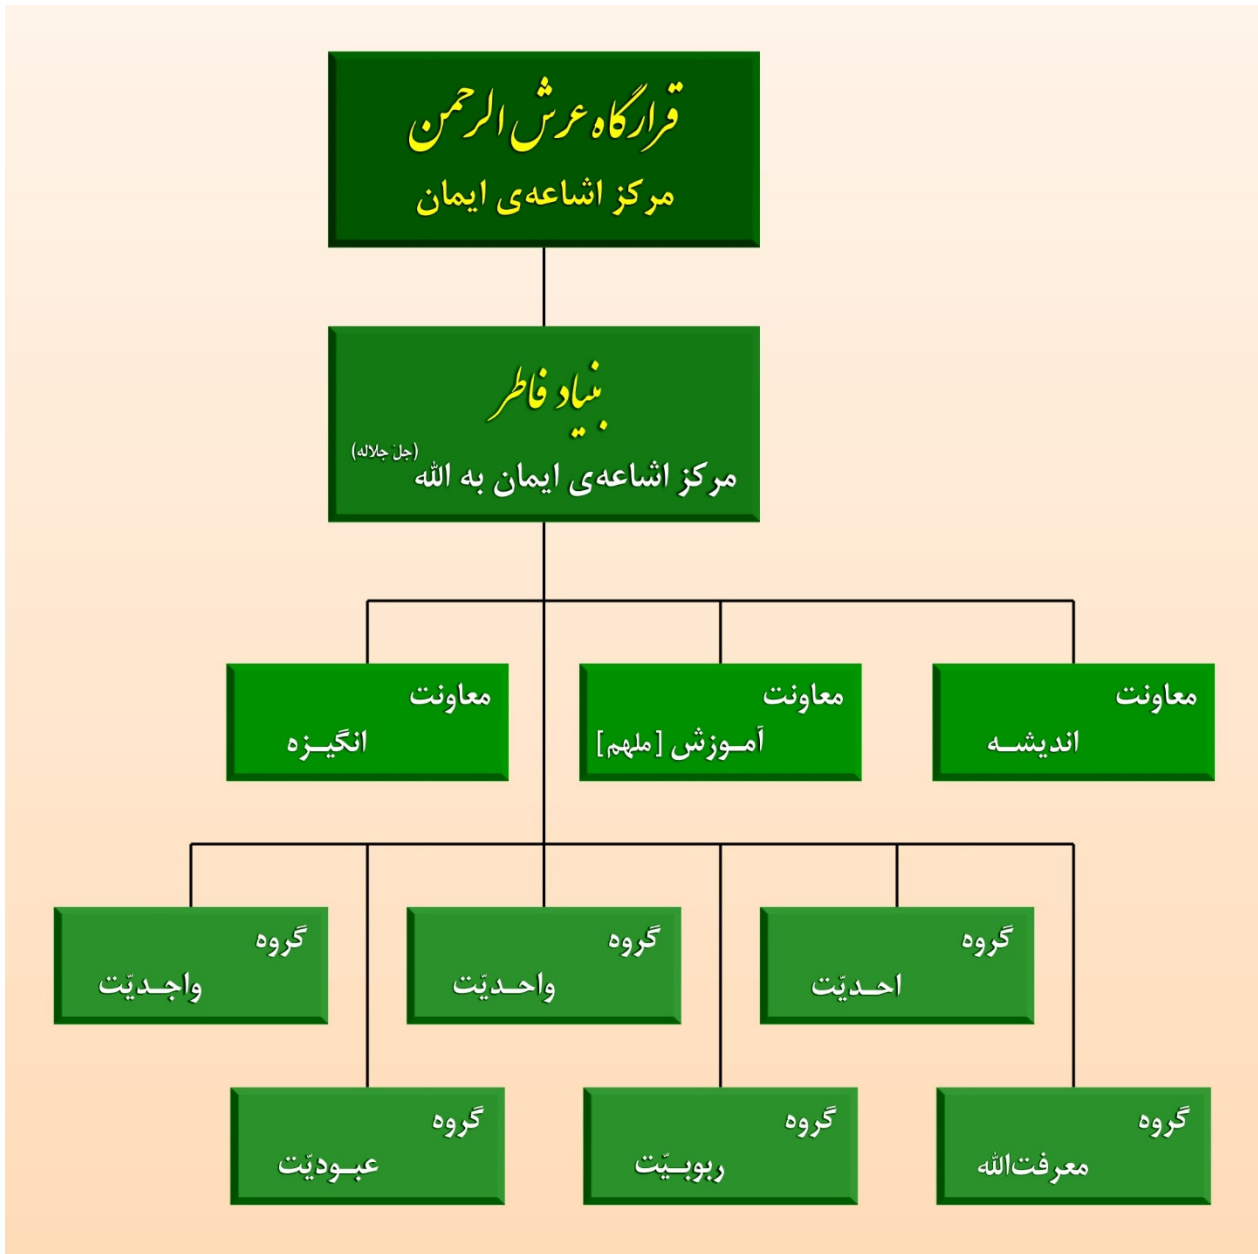 قرارگاه عرش الرحمن
مرکز اشاعه‌ی ایمان
بنیاد فاطر
مرکز اشاعه‌ی ایمان به الله (جلّ جلاله)
معاونت
اندیشـه
معاونت
آمـوزش [ملهم]
معاونت
انگیـزه
گروه
احـدیّت
گروه
واحـدیّت
گروه
واجـدیّت
گروه
معرفت‌الله
گروه
ربوبـیّت
گروه
عبـودیّت